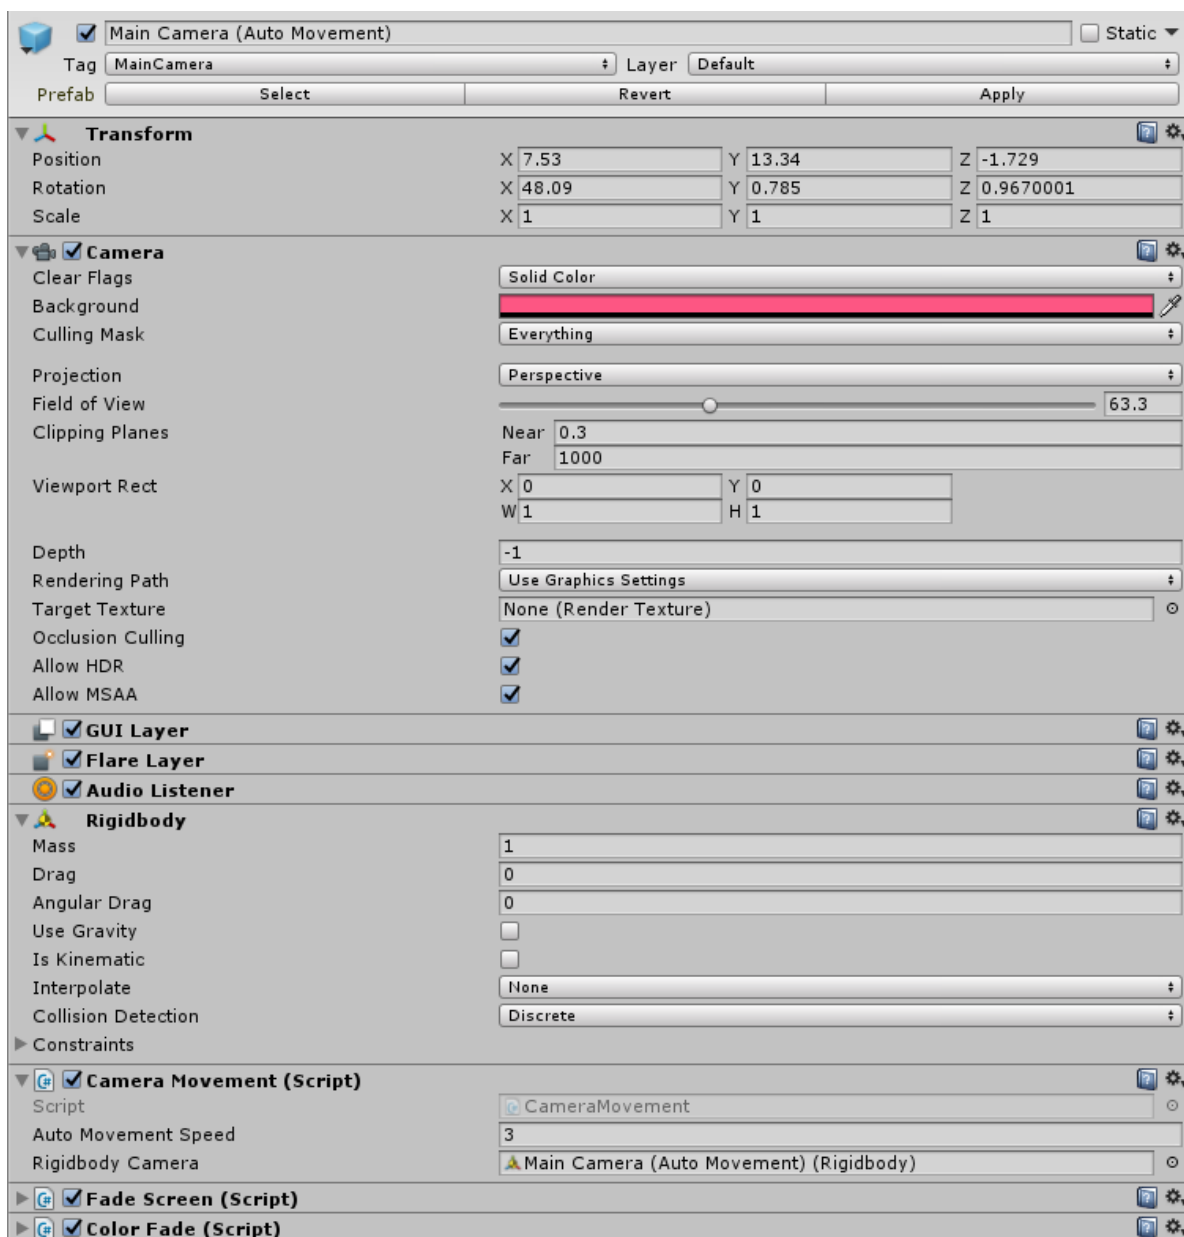 Main Camera (Auto Movement) Static
Tag MainCamera Layer Default
Prefab Select Revert Apply
Transform
Position X 7.53 Y 13.34 Z -1.729
Rotation X 48.09 Y 0.785 Z 0.9670001
Scale X 1 Y 1 Z 1
Camera
Clear Flags Solid Color
Background
Culling Mask Everything
Projection Perspective
Field of View 63.3
Clipping Planes Near 0.3
Far 1000
Viewport Rect X 0 Y 0
W 1 H 1
Depth -1
Rendering Path Use Graphics Settings
Target Texture None (Render Texture)
Occlusion Culling
Allow HDR
Allow MSAA
GUI Layer
Flare Layer
Audio Listener
Rigidbody
Mass 1
Drag 0
Angular Drag 0
Use Gravity
Is Kinematic
Interpolate None
Collision Detection Discrete
Constraints
Camera Movement (Script)
Script CameraMovement
Auto Movement Speed 3
Rigidbody Camera Main Camera (Auto Movement) (Rigidbody)
Fade Screen (Script)
Color Fade (Script)